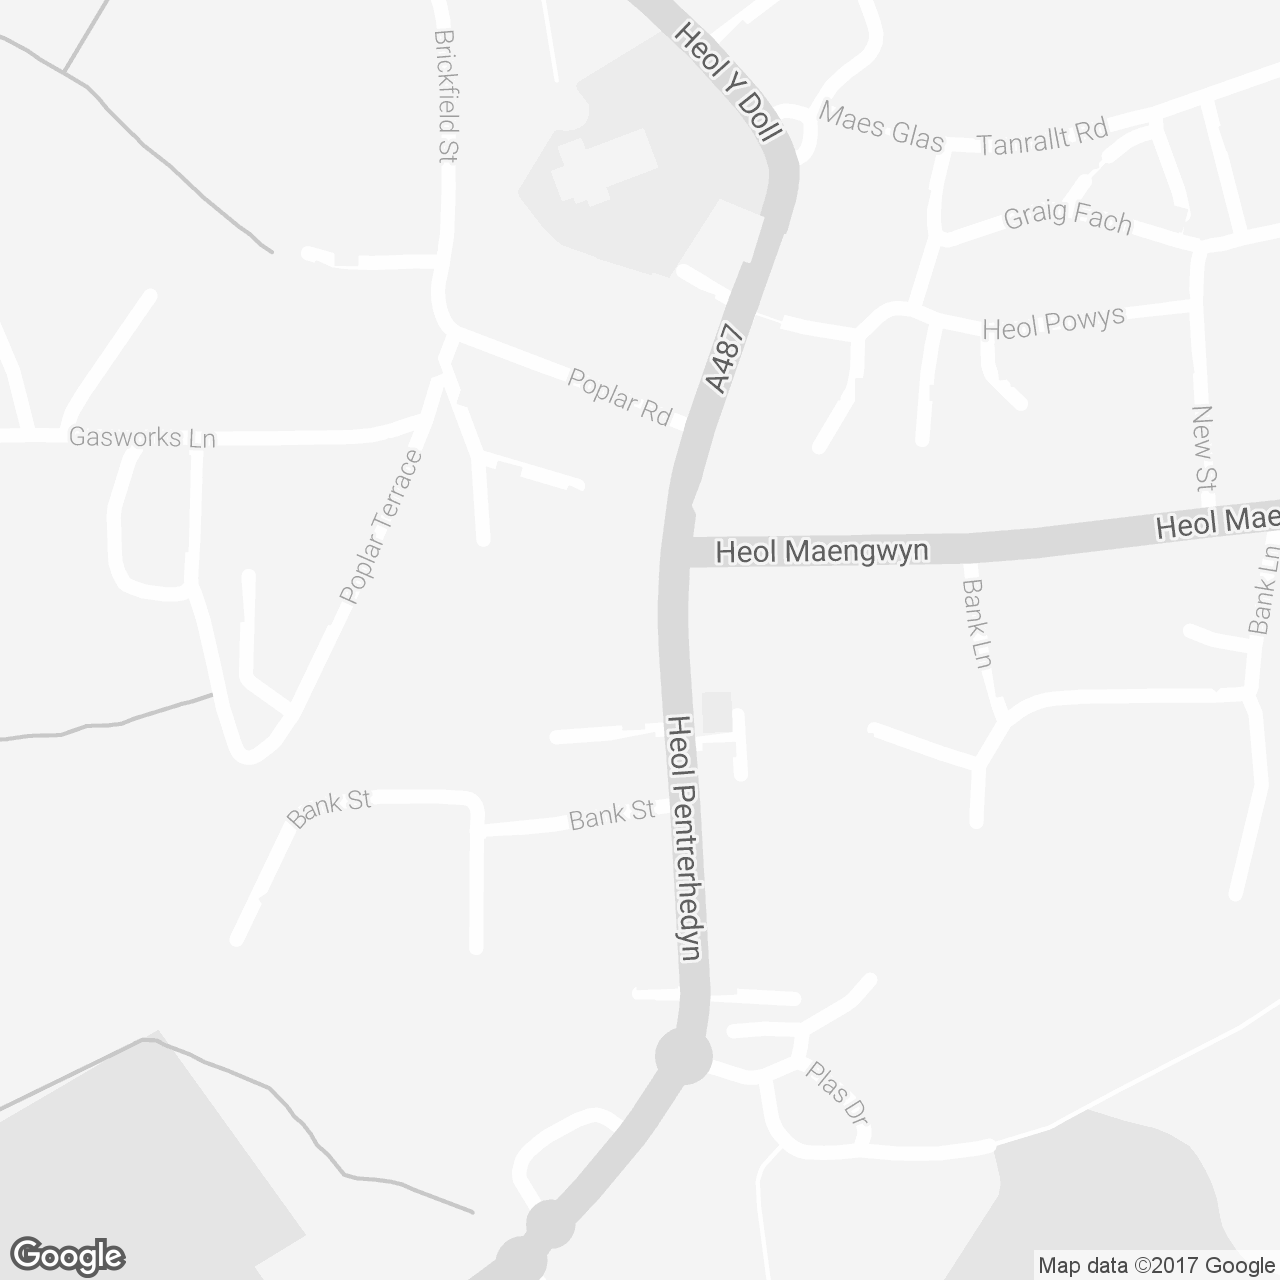 Heol Y Doll
Brickfield St
Maes Glas
Tanrallt Rd
Graig Fach
Heol Powys
A487
Poplar Rd
Gasworks Ln
New St
Poplar Terrace
Heol Maengwyn
Heol Mae
Bank Ln
Bank Ln
Heol Pentrerhedyn
Bank St
Bank St
Plas Dr
Google
Map data ©2017 Google